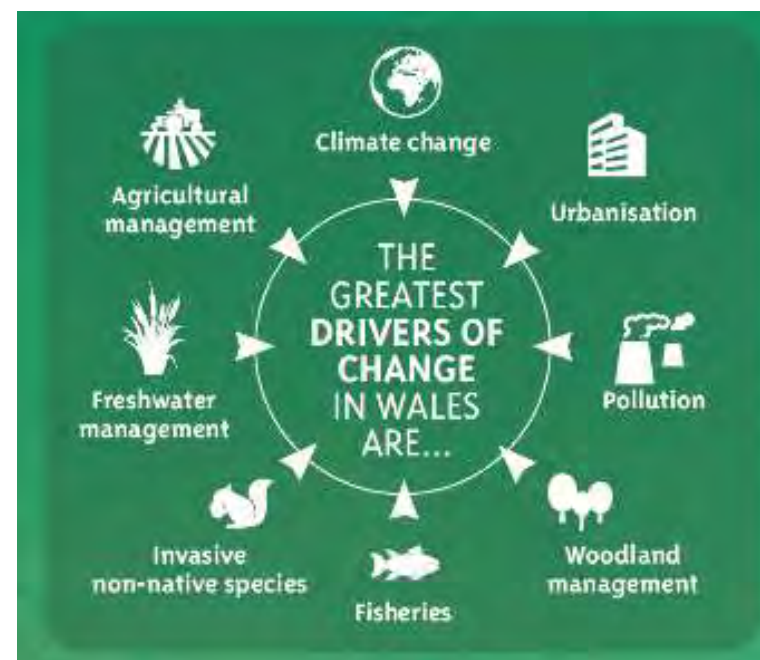 Climate change
Urbanisation
Pollution
Woodland
management
Fisheries
Invasive
non-native species
Freshwater
management
Agricultural
management
THE
GREATEST
DRIVERS OF
CHANGE
IN WALES
ARE...